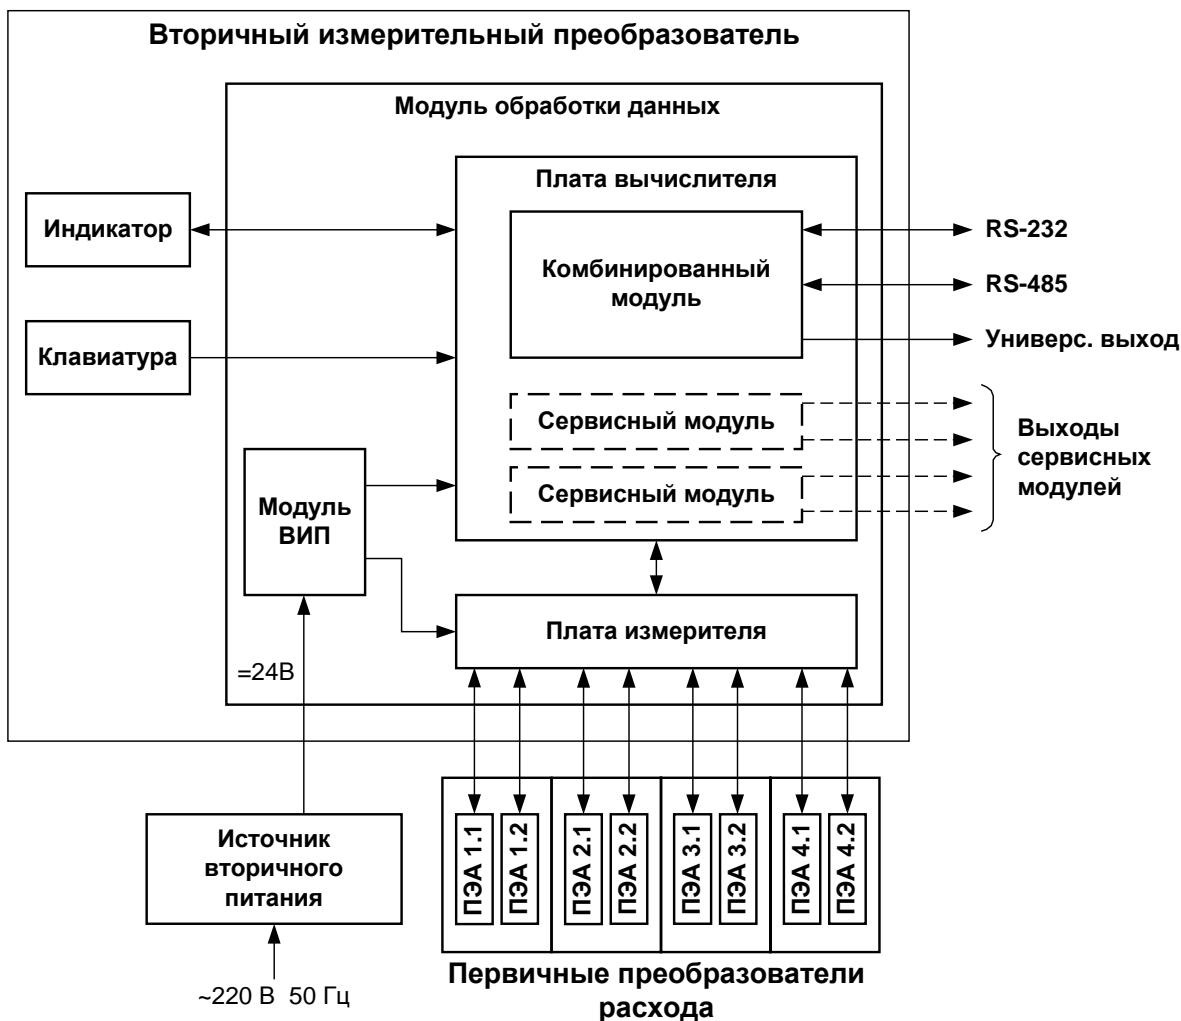 Вторичный измерительный преобразователь
Модуль обработки данных
Плата вычислителя
Индикатор
Комбинированный
модуль
RS-232
RS-485
Универс. выход
Клавиатура
Сервисный модуль
Сервисный модуль
Выходы
сервисных
модулей
Модуль
ВИП
Плата измерителя
=24В
Источник
вторичного
питания
~220 В 50 Гц
ПЭА 1.1
ПЭА 1.2
ПЭА 2.1
ПЭА 2.2
ПЭА 3.1
ПЭА 3.2
ПЭА 4.1
ПЭА 4.2
Первичные преобразователи
расхода